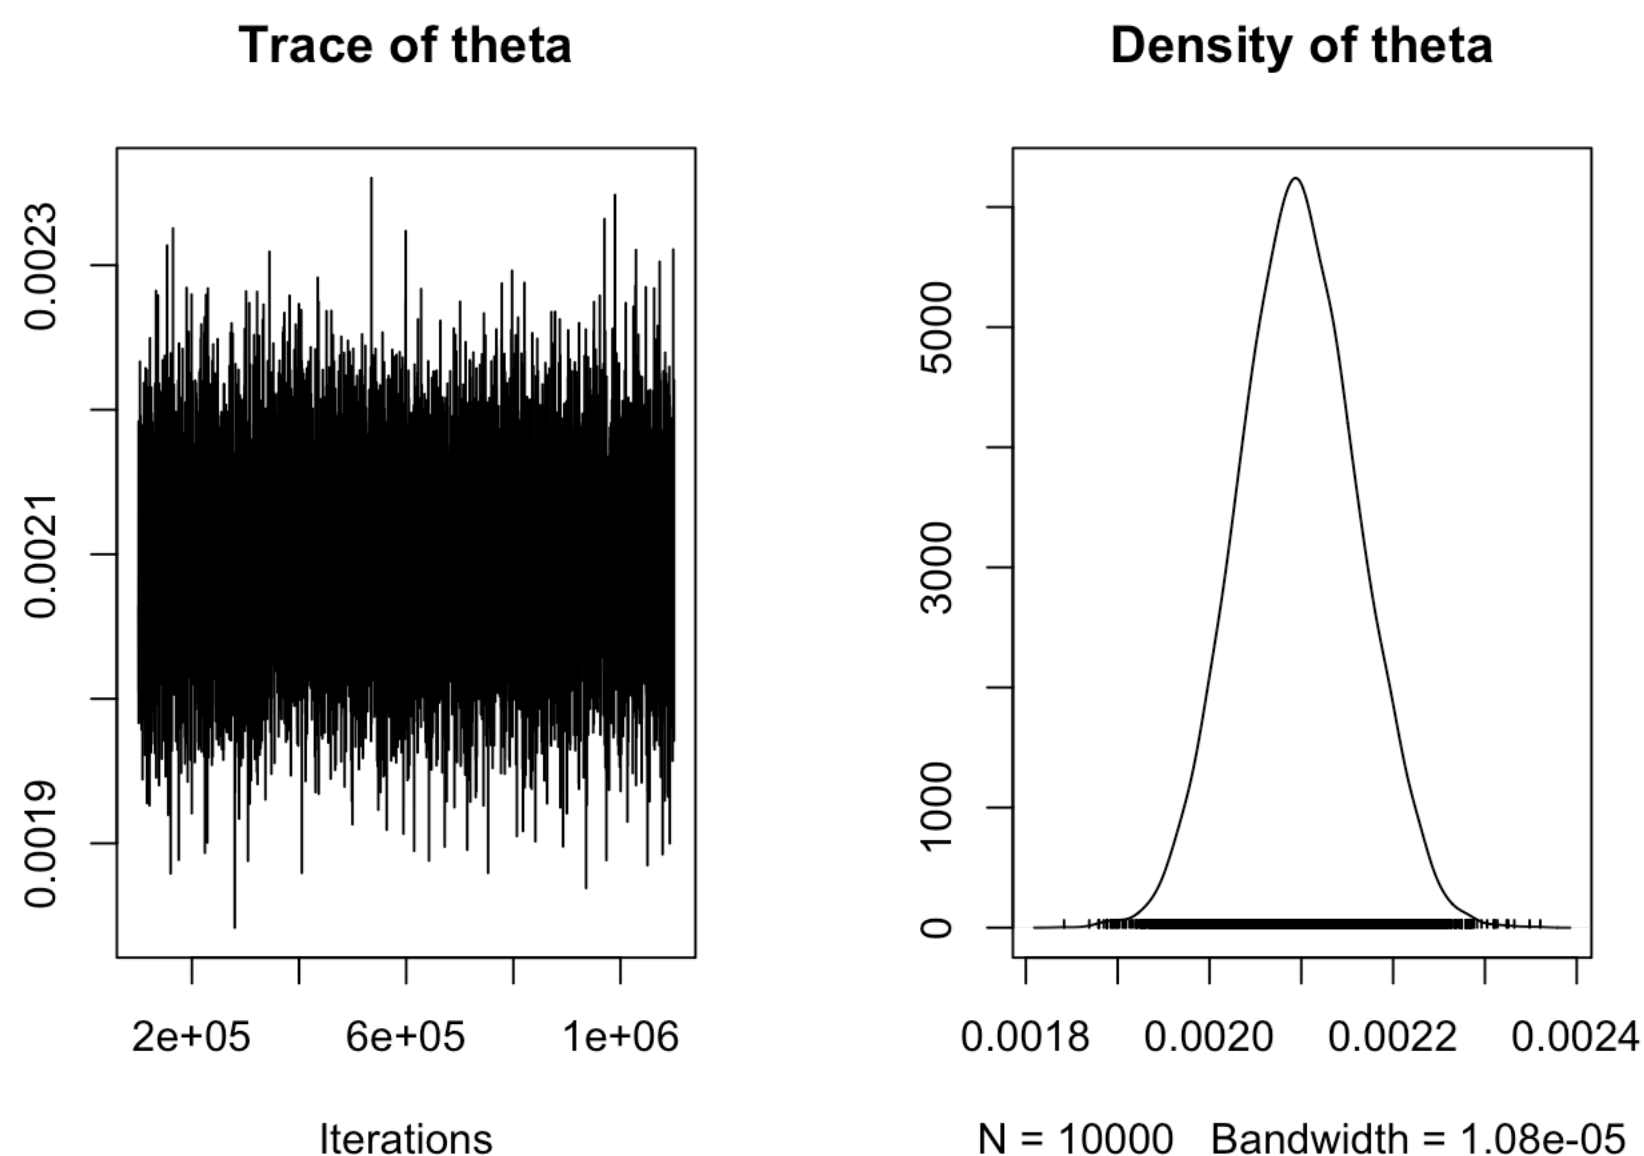 Trace of theta
0.0023
0.0021
0.0019
2e+05 6e+05 1e+06
Iterations
Density of theta
5000
3000
1000
0
0.0018 0.0020 0.0022 0.0024
N = 10000 Bandwidth = 1.08e-05